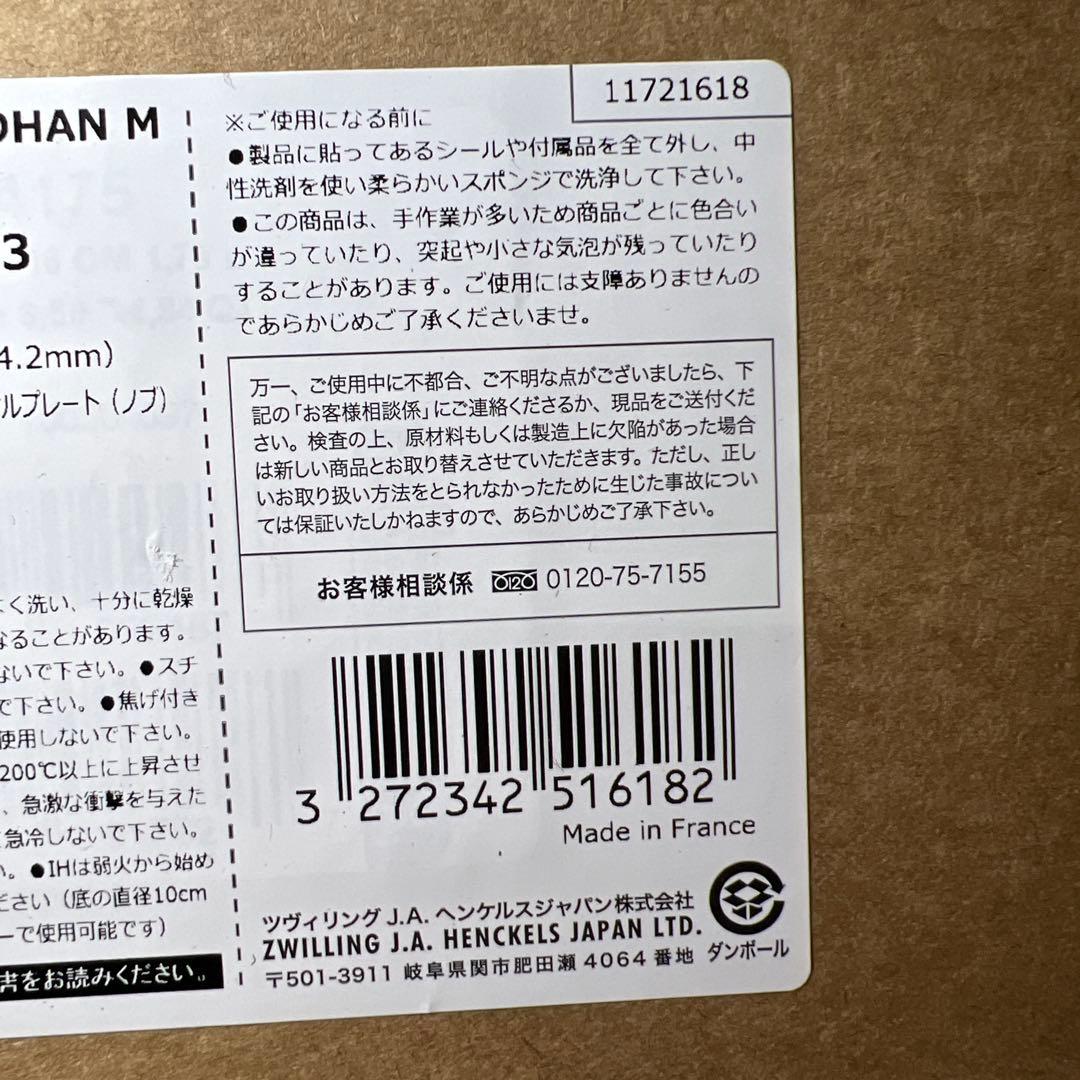 OHAN M
3
4.2mm)
ルプレート(ノブ)
よく洗い、十分に乾燥
なることがあります。
ないで下さい。●スチ
で下さい。●焦げ付き
使用しないで下さい。
200℃以上に上昇させ
、急激な衝撃を与えた
急冷しないで下さい。
い。●IHは弱火から始め
ださい(底の直径10cm
ーで使用可能です)
書をお読みください。
11721618
※ご使用になる前に
●製品に貼ってあるシールや付属品を全て外し、中
性洗剤を使い柔らかいスポンジで洗浄して下さい。
●この商品は、手作業が多いため商品ごとに色合い
が違っていたり、突起や小さな気泡が残っていたり
することがあります。ご使用には支障ありませんの
であらかじめご了承くださいませ。
万一、ご使用中に不都合、ご不明な点がございましたら、下
記の「お客様相談係」にご連絡くださるか、現品をご送付くだ
さい。検査の上、原材料もしくは製造上に欠陥があった場合
は新しい商品とお取り替えさせていただきます。ただし、正し
いお取り扱い方法をとられなかったために生じた事故につい
ては保証いたしかねますので、あらかじめご了承下さい。
お客様相談係 0120 0120-75-7155
3 272342 516182
Made in France
ツヴィリング J.A. ヘンケルスジャパン株式会社
ZWILLING J.A. HENCKELS JAPAN LTD.
〒501-3911 岐阜県関市肥田瀬 4064 番地
ダンボール